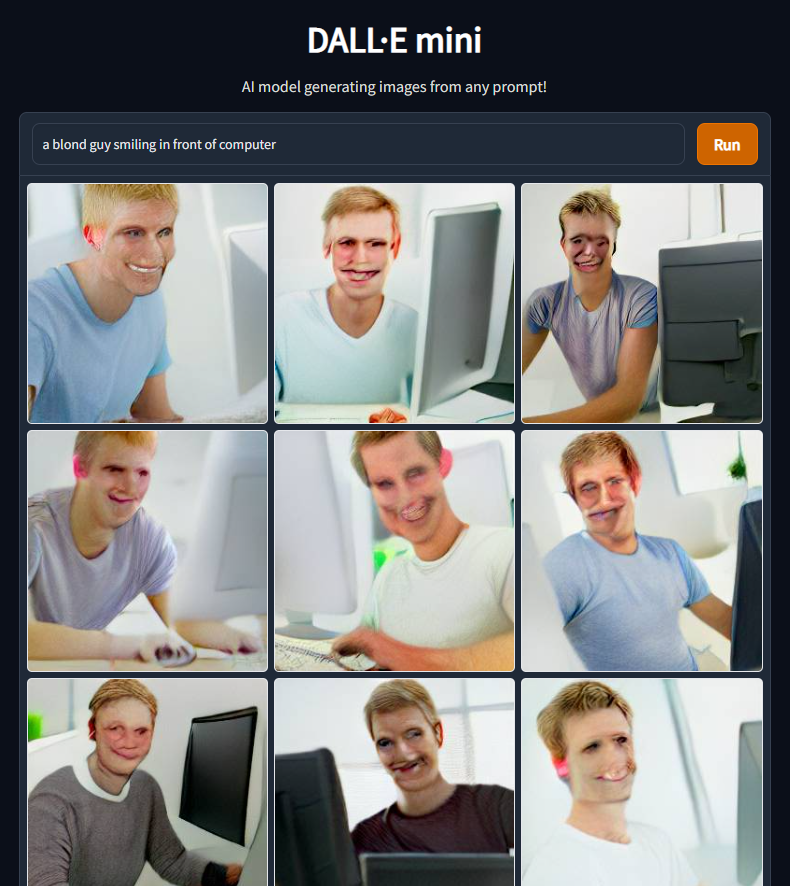 DALL·E mini
AI model generating images from any prompt!
a blond guy smiling in front of computer
Run